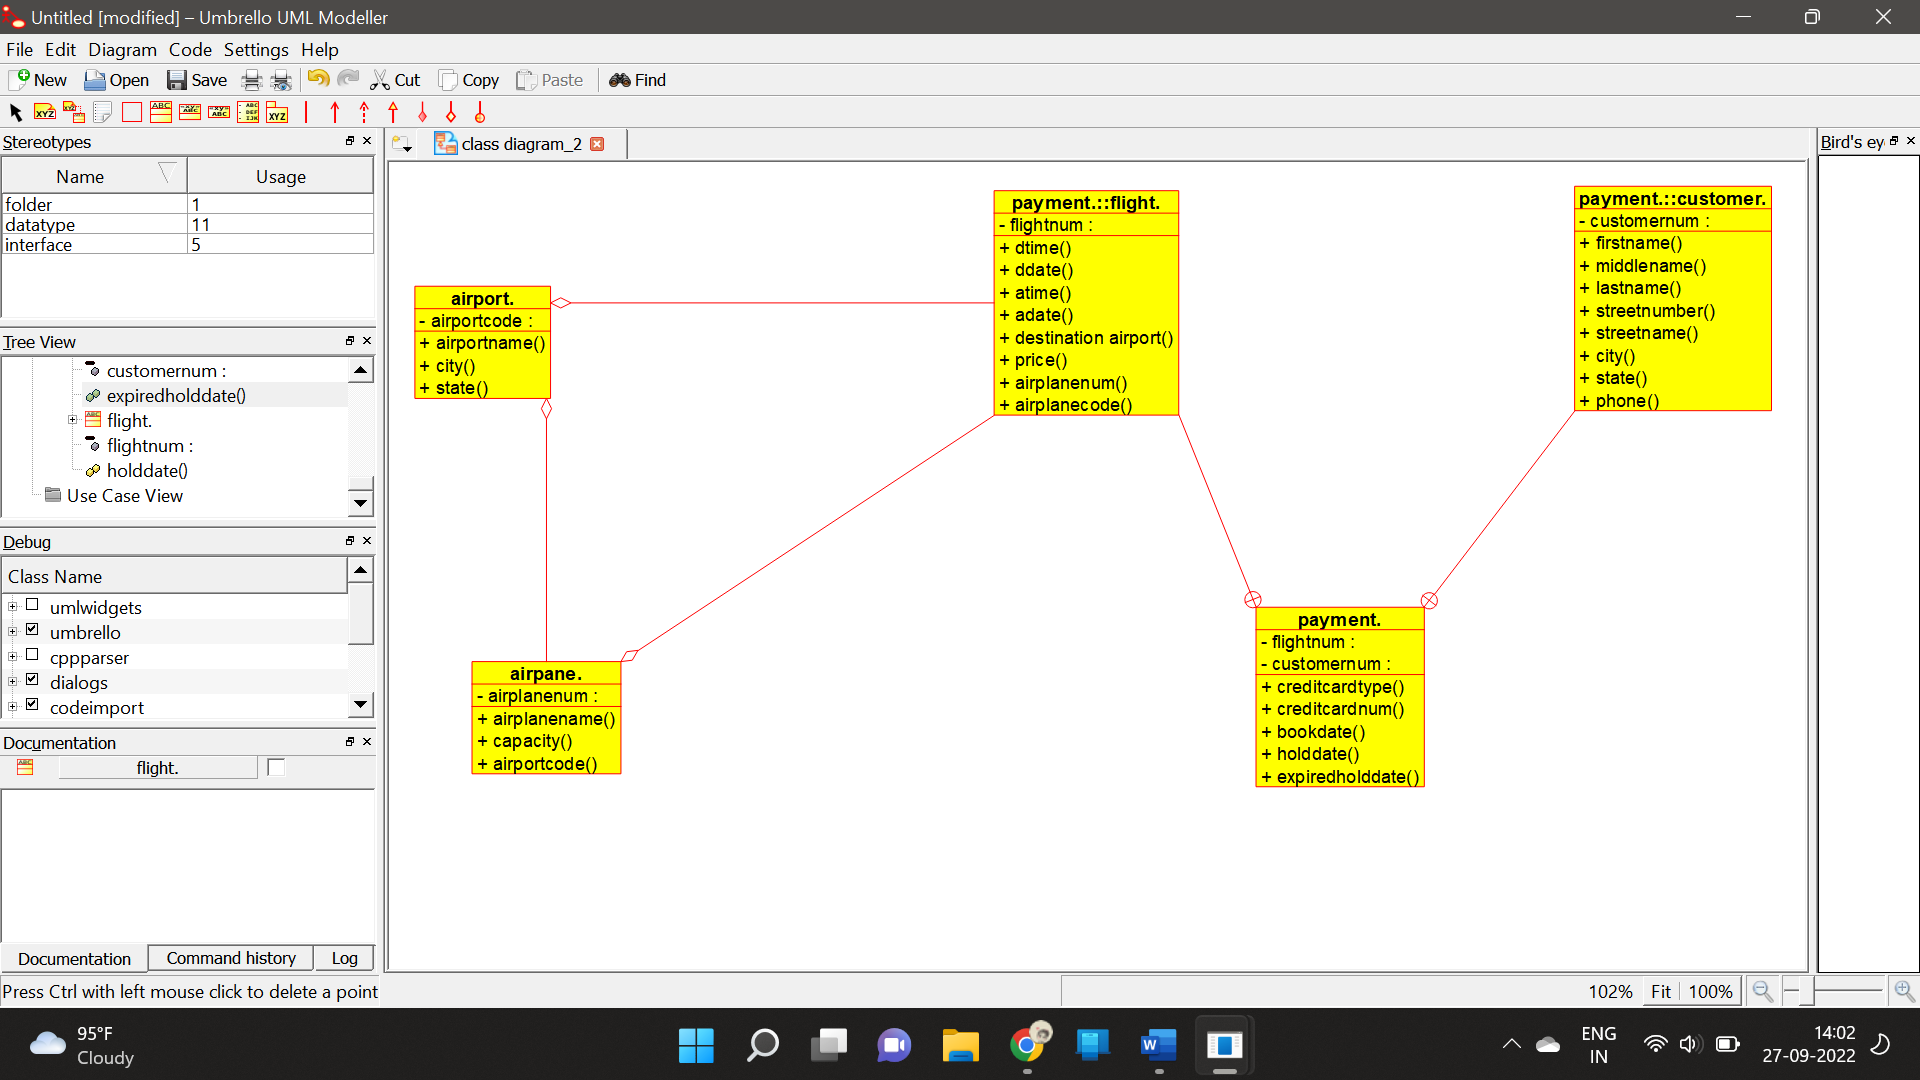 Untitled [modified] – Umbrello UML Modeller
File Edit Diagram Code Settings Help
New Open Save Cut Copy Paste Find
Stereotypes
Name Usage
folder 1
datatype 11
interface 5
Tree View
customernum :
expiredholddate()
flight.
flightnum :
holddate()
Use Case View
Debug
Class Name
umlwidgets
umbrello
cppparser
dialogs
codeimport
Documentation
flight.
Documentation Command history Log
Press Ctrl with left mouse click to delete a point
class diagram_2
airport.
- airportcode :
+ airportname()
+ city()
+ state()
payment.::flight.
- flightnum :
+ dtime()
+ ddate()
+ atime()
+ adate()
+ destination airport()
+ price()
+ airplanenum()
+ airplanecode()
payment.::customer.
- customernum :
+ firstname()
+ middlename()
+ lastname()
+ streetnumber()
+ streetname()
+ city()
+ state()
+ phone()
airpane.
- airplanenum :
+ airplanename()
+ capacity()
+ airportcode()
payment.
- flightnum :
- customernum :
+ creditcardtype()
+ creditcardnum()
+ bookdate()
+ holddate()
+ expiredholddate()
Bird's ey
102% Fit 100%
95°F
Cloudy
ENG
IN
14:02
27-09-2022